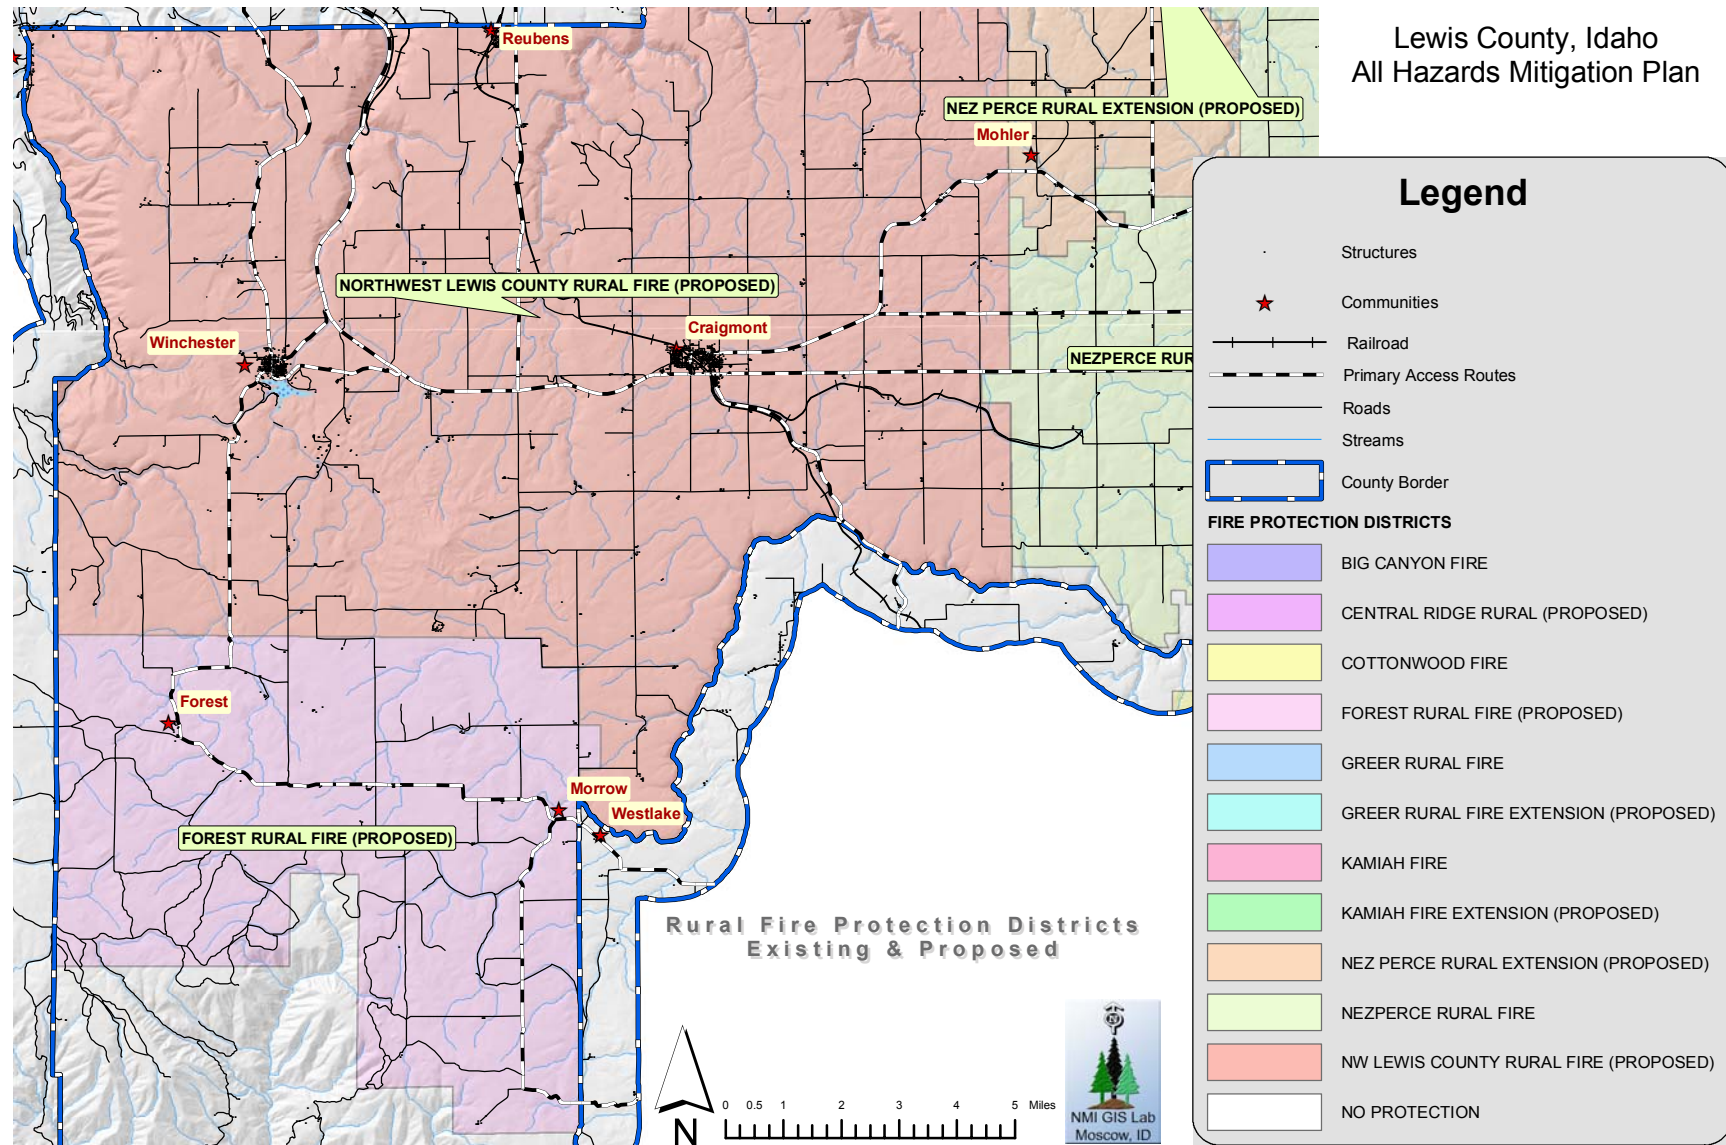 Lewis County, Idaho
All Hazards Mitigation Plan
Reubens
NEZ PERCE RURAL EXTENSION (PROPOSED)
Mohler
NORTHWEST LEWIS COUNTY RURAL FIRE (PROPOSED)
Craigmont
Winchester
NEZPERCE RUR
Forest
Morrow
Westlake
FOREST RURAL FIRE (PROPOSED)
Rural Fire Protection Districts
Existing & Proposed
N
0 0.5 1 2 3 4 5 Miles
NMI GIS Lab
Moscow, ID
Legend
Structures
Communities
Railroad
Primary Access Routes
Roads
Streams
County Border
FIRE PROTECTION DISTRICTS
BIG CANYON FIRE
CENTRAL RIDGE RURAL (PROPOSED)
COTTONWOOD FIRE
FOREST RURAL FIRE (PROPOSED)
GREER RURAL FIRE
GREER RURAL FIRE EXTENSION (PROPOSED)
KAMIAH FIRE
KAMIAH FIRE EXTENSION (PROPOSED)
NEZ PERCE RURAL EXTENSION (PROPOSED)
NEZPERCE RURAL FIRE
NW LEWIS COUNTY RURAL FIRE (PROPOSED)
NO PROTECTION